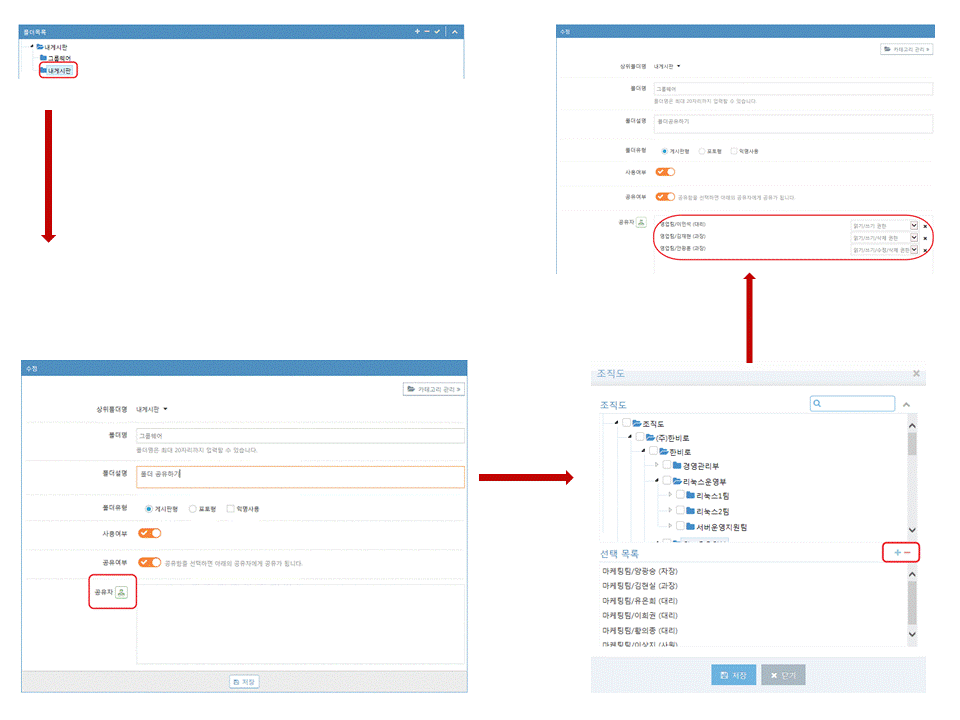 폴더목록
내게시판
그룹웨어
내게시판
수정
카테고리 관리 »
상위폴더명 내게시판
폴더명 그룹웨어
폴더명은 최대 20자리까지 입력할 수 있습니다.
폴더설명 폴더 공유하기
폴더유형 게시판형 포토형 익명사용
사용여부
공유여부 공유함을 선택하면 아래의 공유자에게 공유가 됩니다.
공유자
저장
조직도
조직도
조직도
(주)한비로
한비로
경영관리부
리눅스운영부
리눅스1팀
리눅스2팀
서버운영지원팀
선택 목록
마케팅팀/양광승 (차장)
마케팅팀/김현실 (과장)
마케팅팀/유은희 (대리)
마케팅팀/이희권 (대리)
마케팅팀/황의종 (대리)
마케팅팀/이상지 (사원)
저장 닫기
수정
카테고리 관리 »
상위폴더명 내게시판
폴더명 그룹웨어
폴더명은 최대 20자리까지 입력할 수 있습니다
폴더설명 폴더공유하기
폴더유형 게시판형 포토형 익명사용
사용여부
공유여부 공유함을 선택하면 아래의 공유자에게 공유가 됩니다
공유자
영업팀/이현석 (대리) 읽기/쓰기 권한
영업팀/김재현 (과장) 읽기/쓰기/삭제 권한
(과장) 읽기/쓰기/수정/삭제 권한